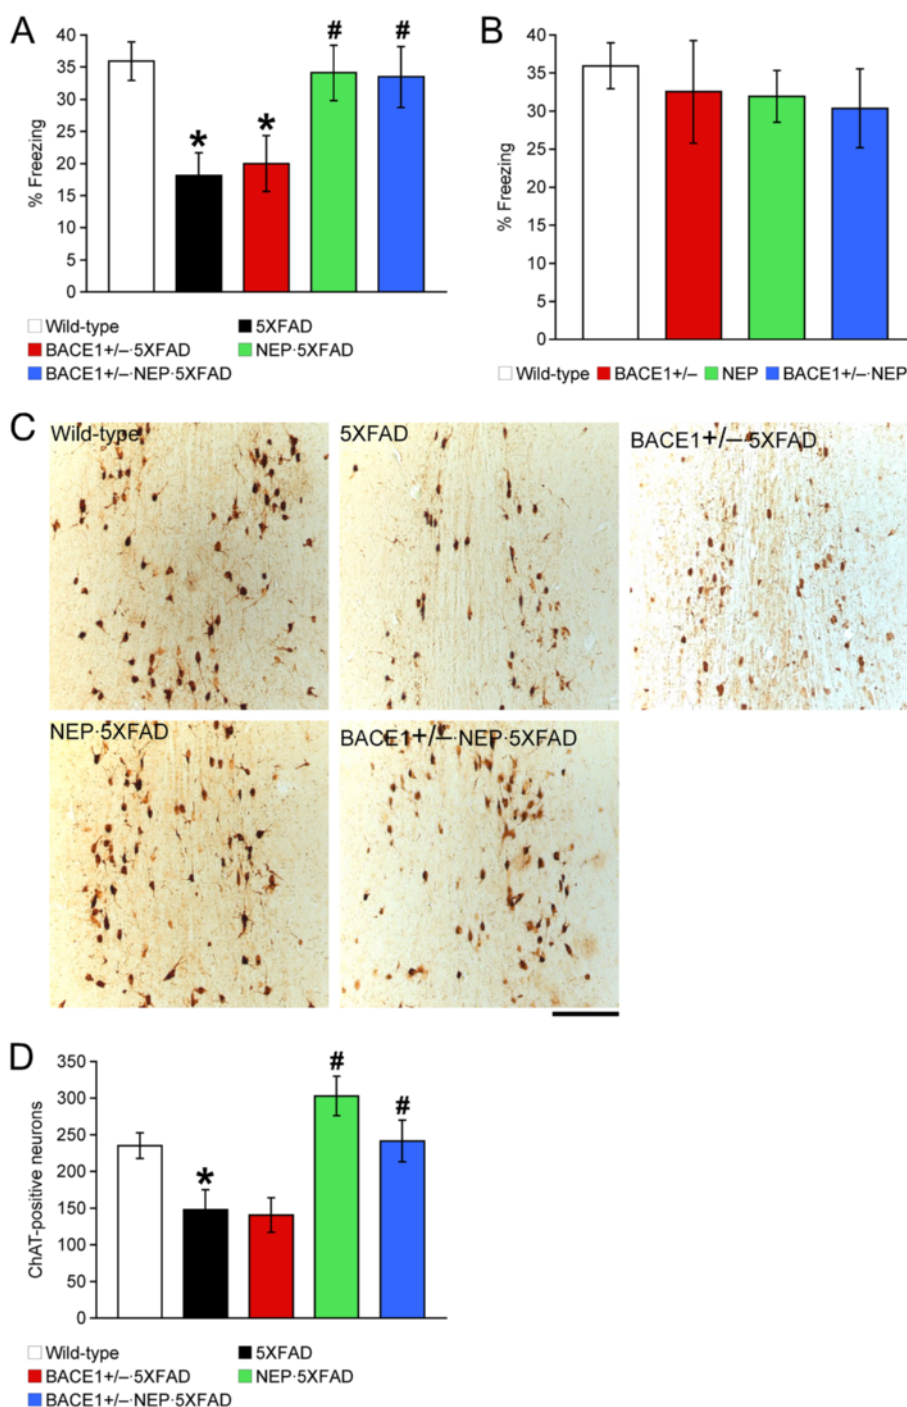 A
B
# #
* *
40
35
30
25
20
15
10
5
0
% Freezing
Wild-type 5XFAD
BACE1+/–·5XFAD NEP·5XFAD
BACE1+/–·NEP·5XFAD
40
35
30
25
20
15
10
5
0
% Freezing
Wild-type BACE1+/– NEP BACE1+/–·NEP
C
Wild-type 5XFAD BACE1+/–·5XFAD
NEP·5XFAD BACE1+/–·NEP·5XFAD
D
#
#
*
350
300
250
200
150
100
50
0
ChAT-positive neurons
Wild-type 5XFAD
BACE1+/–·5XFAD NEP·5XFAD
BACE1+/–·NEP·5XFAD